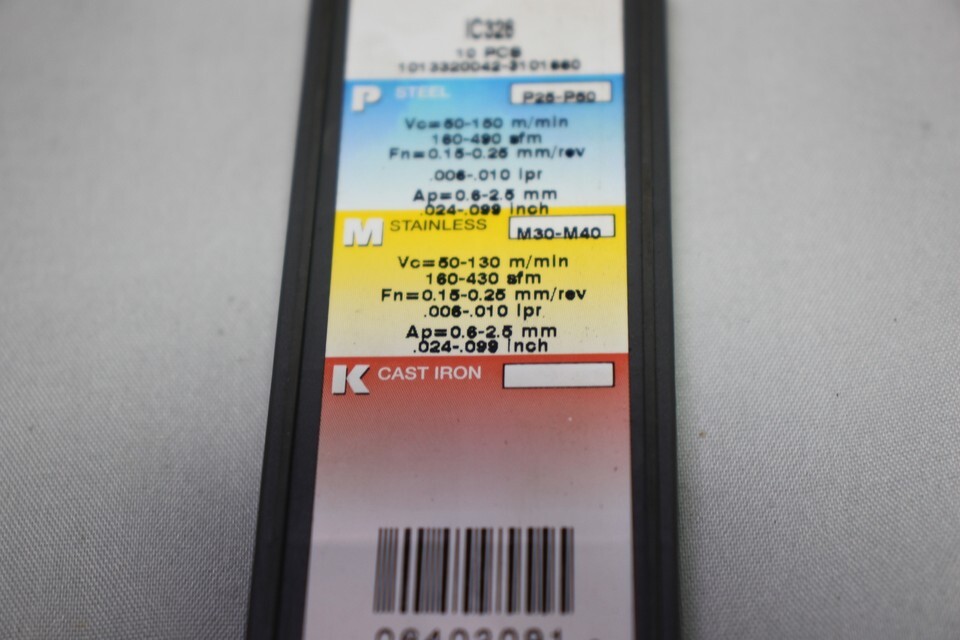 IC328
10 PCS
P STEEL P25-P50
Vc=50-150 m/min
160-490 sfm
Fn=0.15-0.25 mm/rev
.006-.010 ipr
Ap=0.6-2.5 mm
.024-.099 inch
M STAINLESS M30-M40
Vc=50-130 m/min
160-430 sfm
Fn=0.15-0.25 mm/rev
.006-.010 ipr
Ap=0.6-2.5 mm
.024-.099 inch
K CAST IRON